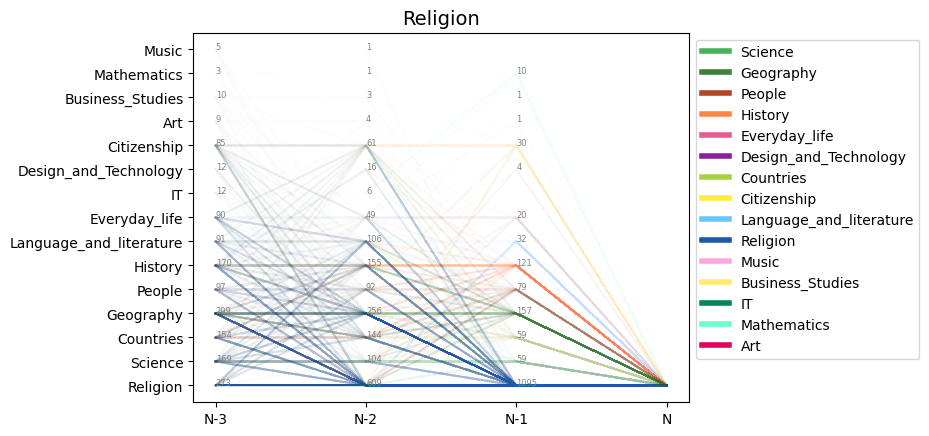 Religion
Music 5 1
Mathematics 3 1 10
Business_Studies 10 3 1
Art 9 4 1
Citizenship 85 61 30
Design_and_Technology 12 16 4
IT 12 6
Everyday_life 90 49 20
Language_and_literature 91 106 32
History 170 155 121
People 97 92 79
Geography 256 157
Countries 144 59
Science 169 104 59
Religion 373 609 1095
N-3 N-2 N-1 N
Science
Geography
People
History
Everyday_life
Design_and_Technology
Countries
Citizenship
Language_and_literature
Religion
Music
Business_Studies
IT
Mathematics
Art